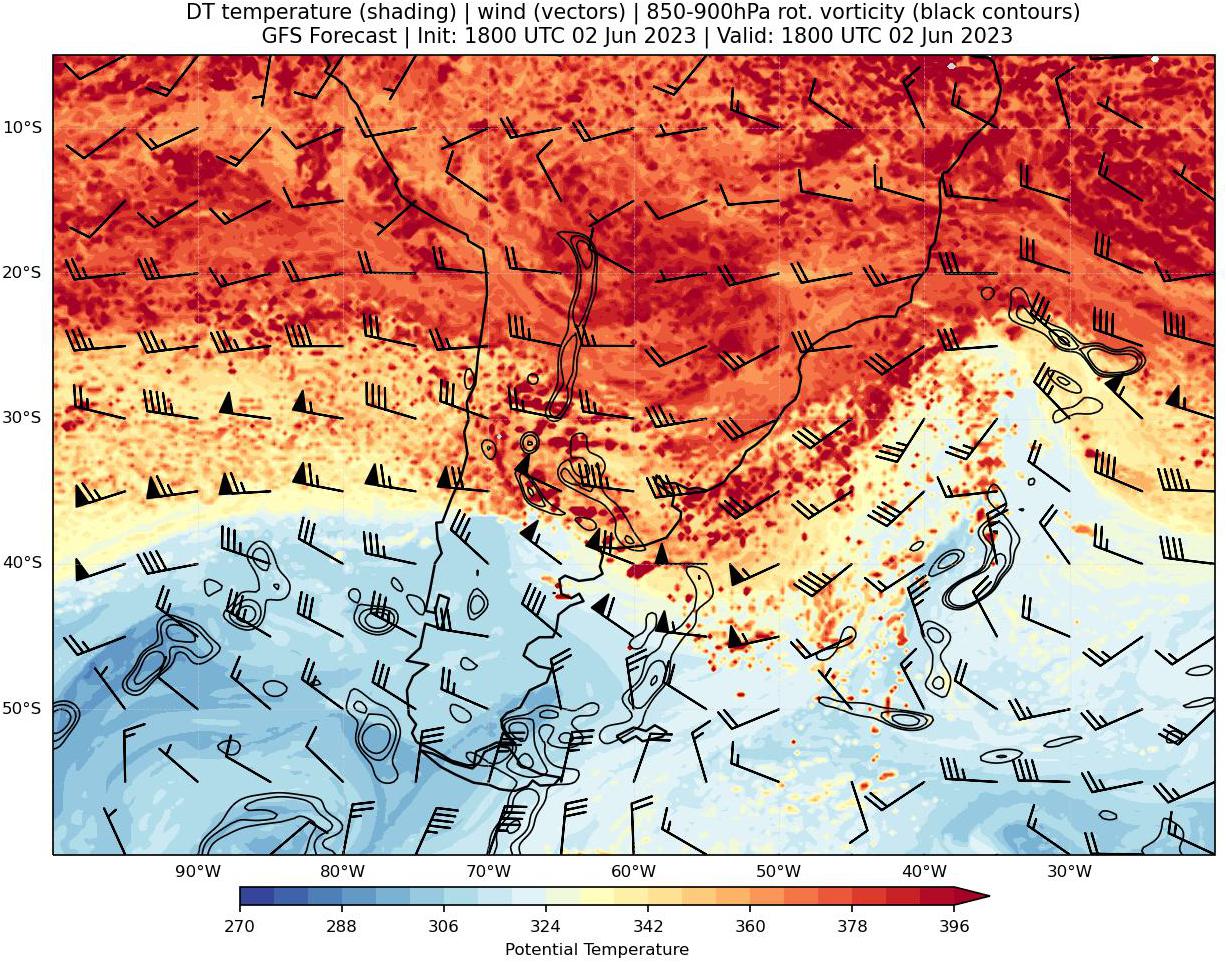 DT temperature (shading) | wind (vectors) | 850-900hPa rot. vorticity (black contours)
GFS Forecast | Init: 1800 UTC 02 Jun 2023 | Valid: 1800 UTC 02 Jun 2023
10°S
20°S
30°S
40°S
50°S
90°W 80°W 70°W 60°W 50°W 40°W 30°W
270 288 306 324 342 360 378 396
Potential Temperature